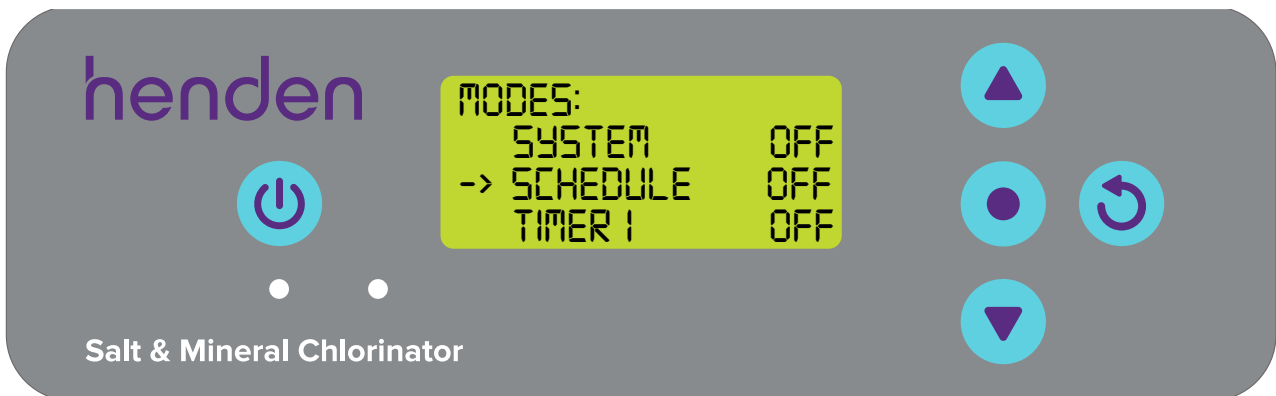 henden
MODES:
SYSTEM OFF
-> SCHEDULE OFF
TIMER 1 OFF
Salt & Mineral Chlorinator